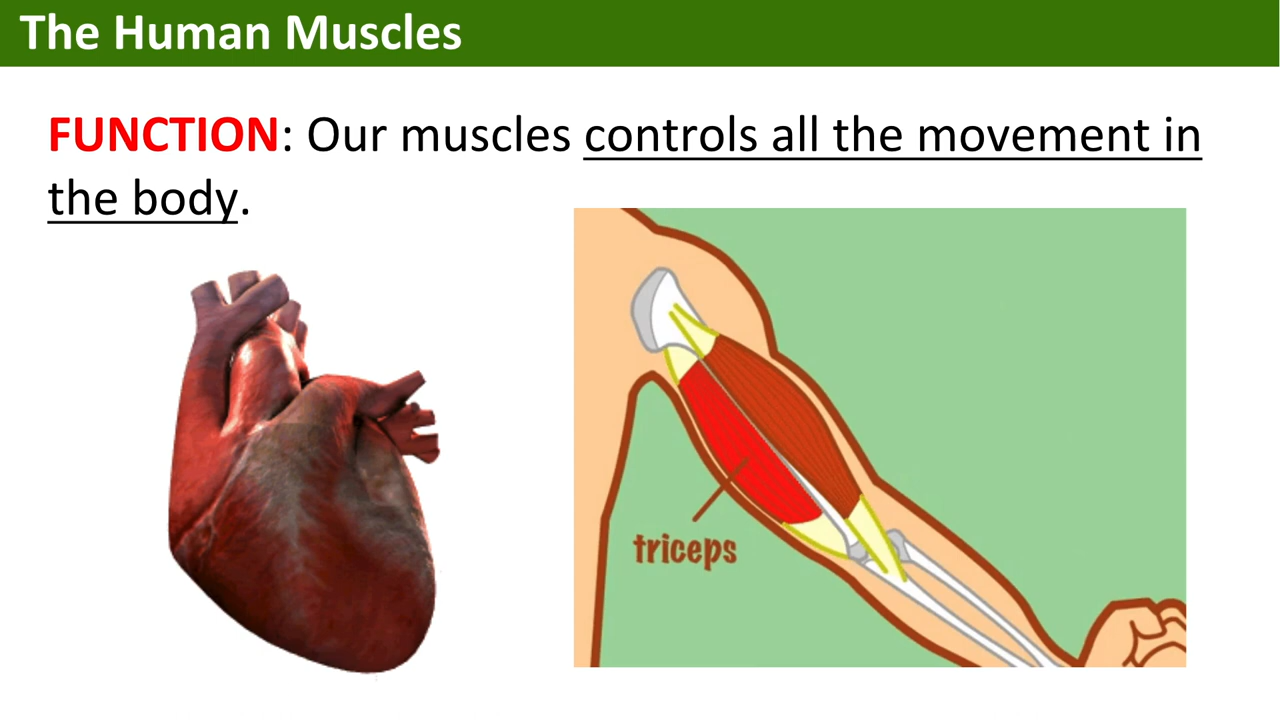 The Human Muscles
FUNCTION: Our muscles controls all the movement in
the body.
triceps